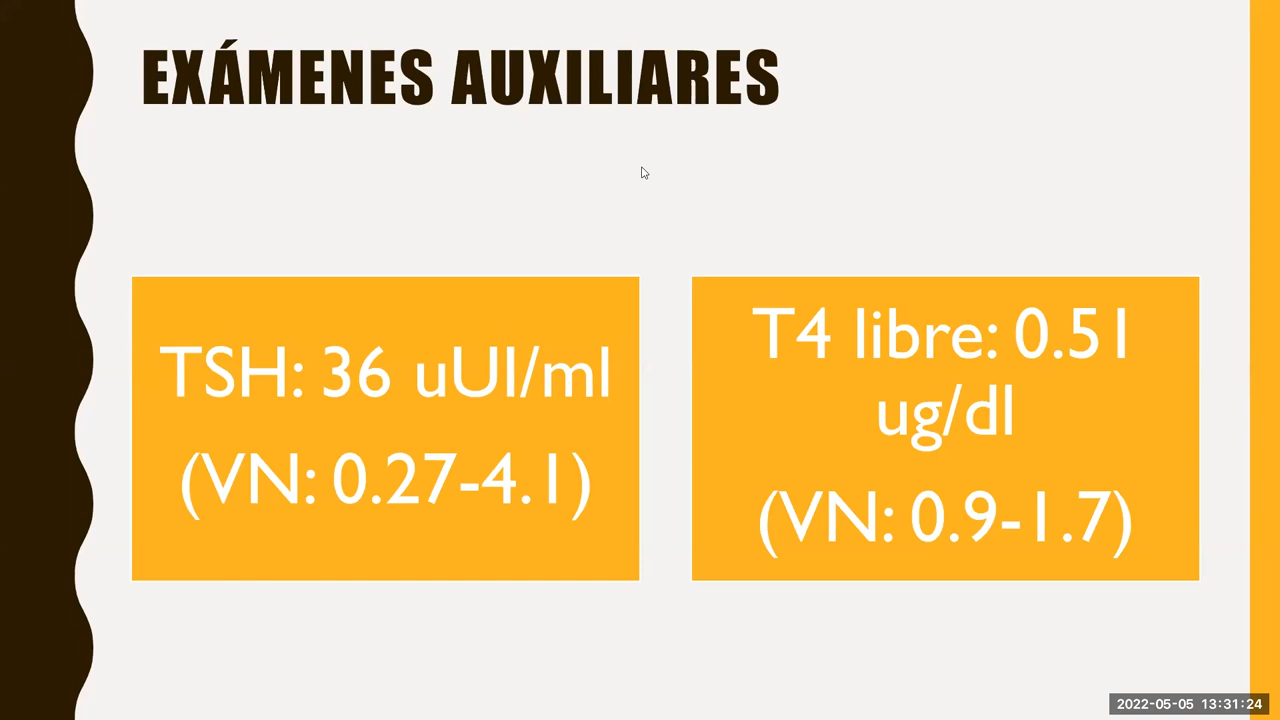 EXÁMENES AUXILIARES
TSH: 36 uUI/ml
(VN: 0.27-4.1)
T4 libre: 0.51
ug/dl
(VN: 0.9-1.7)
2022-05-05 13:31:24